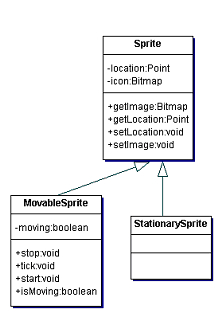 Sprite
-location:Point
-icon:Bitmap
+getImage:Bitmap
+getLocation:Point
+setLocation:void
+setImage:void
MovableSprite
-moving:boolean
+stop:void
+tick:void
+start:void
+isMoving:boolean
StationarySprite